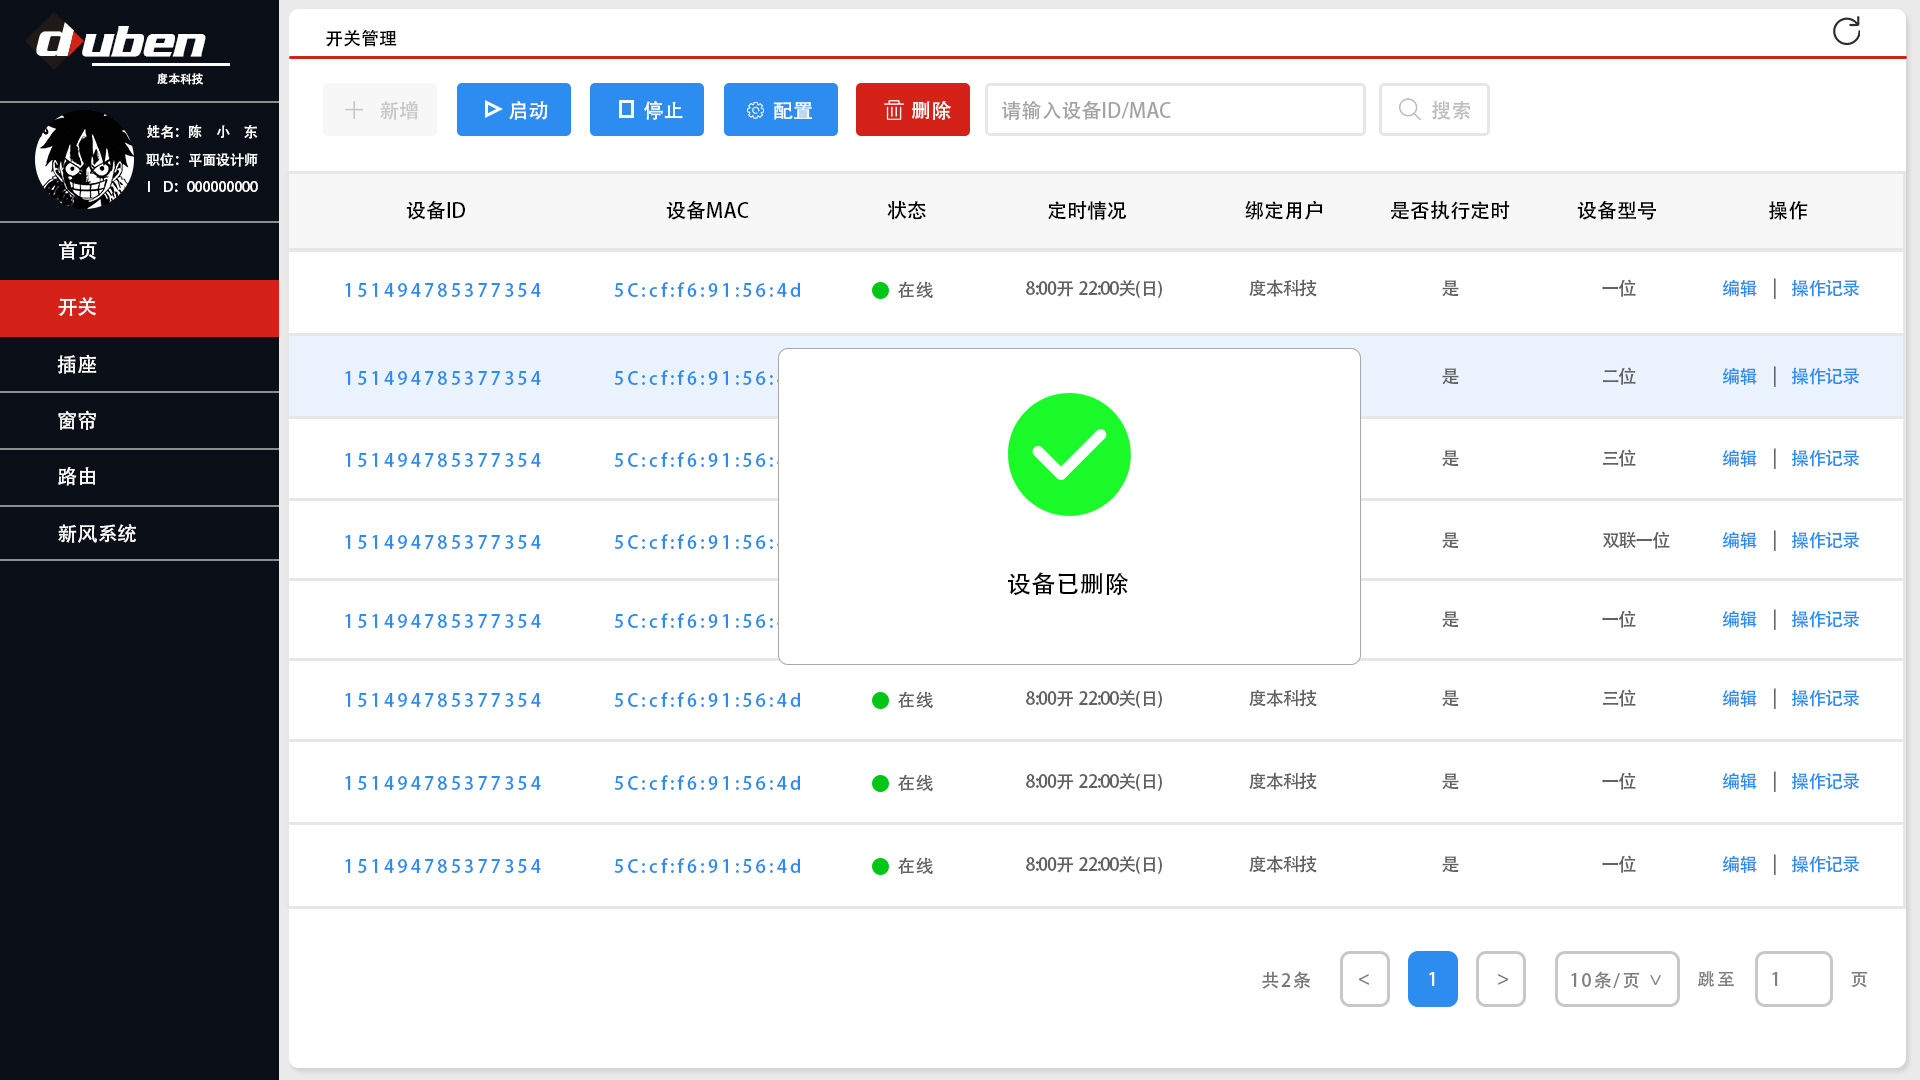 duben
度本科技
姓名：陈 小 东
职位：平面设计师
I D：000000000
首页
开关
插座
窗帘
路由
新风系统
开关管理
新增 启动 停止 配置 删除 请输入设备ID/MAC 搜索
设备ID 设备MAC 状态 定时情况 绑定用户 是否执行定时 设备型号 操作
151494785377354 5C:cf:f6:91:56:4d 在线 8:00开 22:00关(日) 度本科技 是 一位 编辑 | 操作记录
151494785377354 5C:cf:f6:91:56: 是 二位 编辑 | 操作记录
151494785377354 5C:cf:f6:91:56: 是 三位 编辑 | 操作记录
151494785377354 5C:cf:f6:91:56: 是 双联一位 编辑 | 操作记录
设备已删除
151494785377354 5C:cf:f6:91:56: 是 一位 编辑 | 操作记录
151494785377354 5C:cf:f6:91:56:4d 在线 8:00开 22:00关(日) 度本科技 是 三位 编辑 | 操作记录
151494785377354 5C:cf:f6:91:56:4d 在线 8:00开 22:00关(日) 度本科技 是 一位 编辑 | 操作记录
151494785377354 5C:cf:f6:91:56:4d 在线 8:00开 22:00关(日) 度本科技 是 一位 编辑 | 操作记录
共2条 < 1 > 10条/页 ∨ 跳至 1 页